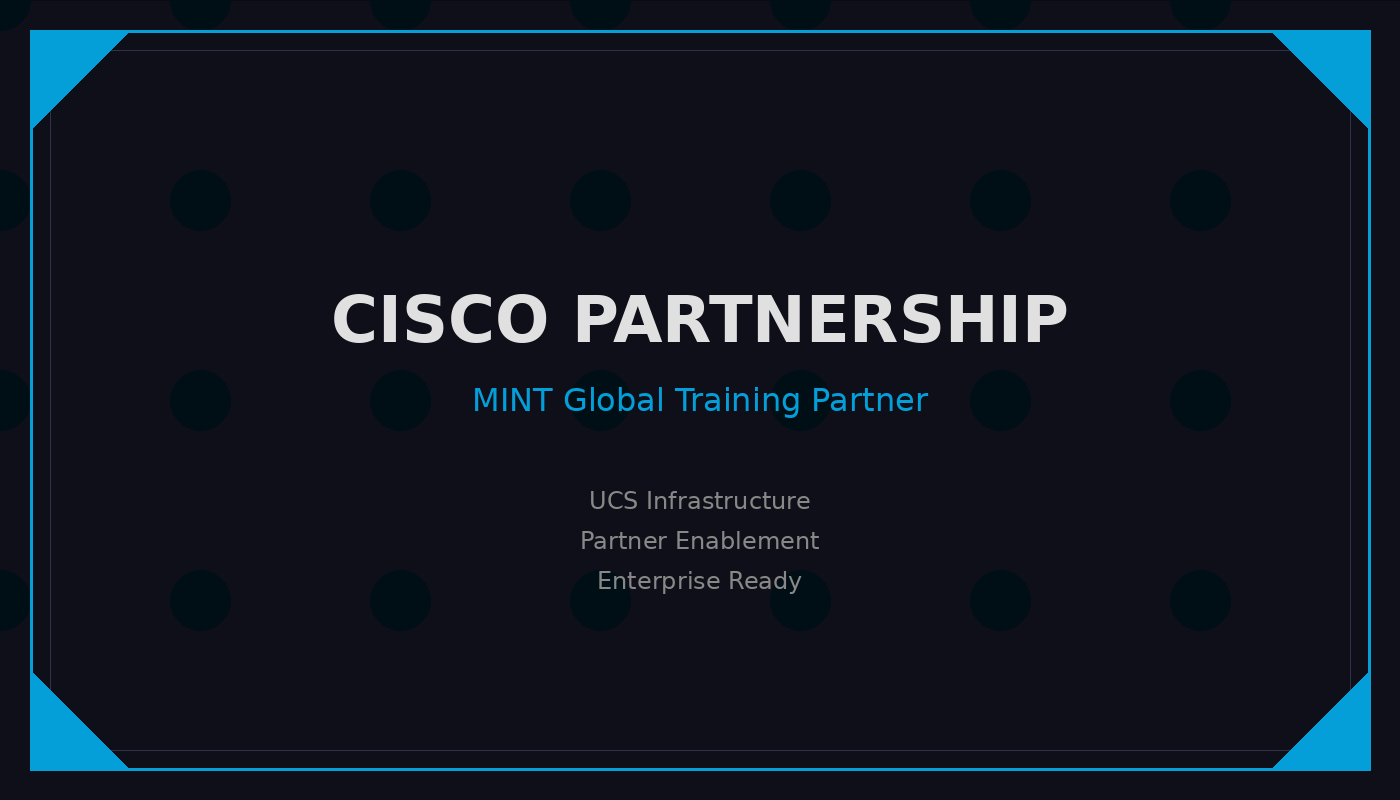 CISCO PARTNERSHIP
MINT Global Training Partner
UCS Infrastructure
Partner Enablement
Enterprise Ready